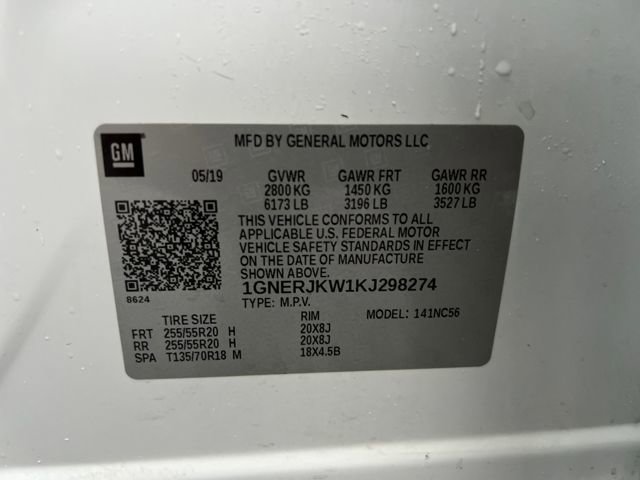 GM
MFD BY GENERAL MOTORS LLC
05/19 GVWR GAWR FRT GAWR RR
2800 KG 1450 KG 1600 KG
6173 LB 3196 LB 3527 LB
THIS VEHICLE CONFORMS TO ALL
APPLICABLE U.S. FEDERAL MOTOR
VEHICLE SAFETY STANDARDS IN EFFECT
ON THE DATE OF MANUFACTURE
SHOWN ABOVE.
8624
1GNERJKW1KJ298274
TYPE: M.P.V. MODEL: 141NC56
TIRE SIZE RIM
FRT 255/55R20 H 20X8J
RR 255/55R20 H 20X8J
SPA T135/70R18 M 18X4.5B